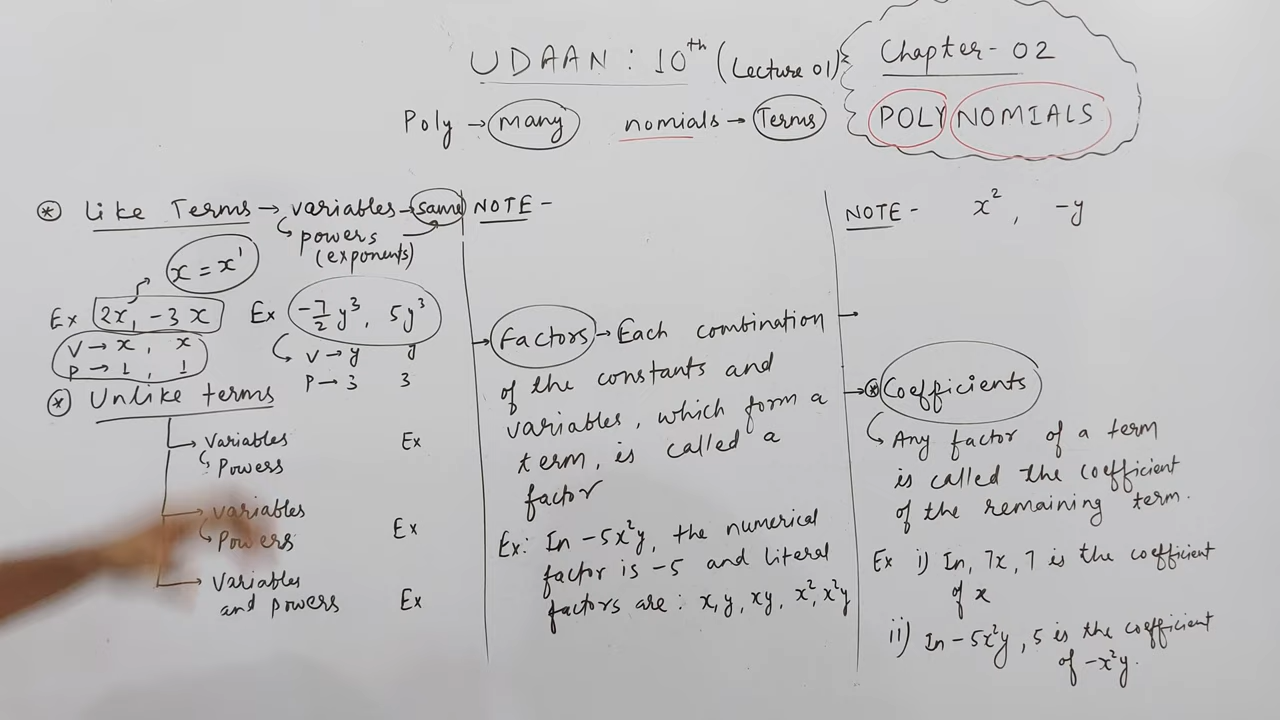 UDAAN : 10th (Lecture 01)
Chapter - 02
POLYNOMIALS
Poly → many nomials → Terms
* Like Terms → variables → same
powers
(exponents)
x = x¹
Ex 2x, -3x
V → x, x
P → 1, 1
Ex -7/2 y³, 5y³
V → y y
P → 3 3
* Unlike terms
→ variables Ex
Powers
→ variables Ex
Powers
→ Variables
and powers Ex
NOTE -
→ Factors → Each combination
of the constants and
variables, which form a
term, is called a
factor
Ex: In -5x²y, the numerical
factor is -5 and literal
factors are : x, y, xy, x², x²y
NOTE - x², -y
→
→ * Coefficients
Any factor of a term
is called the coefficient
of the remaining term.
Ex i) In, 7x, 7 is the coefficient
of x
ii) In -5x²y, 5 is the coefficient
of -x²y.